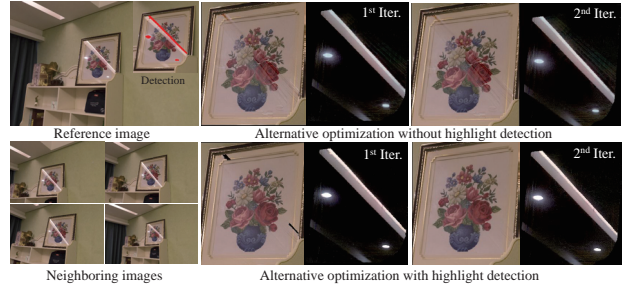 1st Iter.
2nd Iter.
Detection
Reference image
Alternative optimization without highlight detection
1st Iter.
2nd Iter.
Neighboring images
Alternative optimization with highlight detection